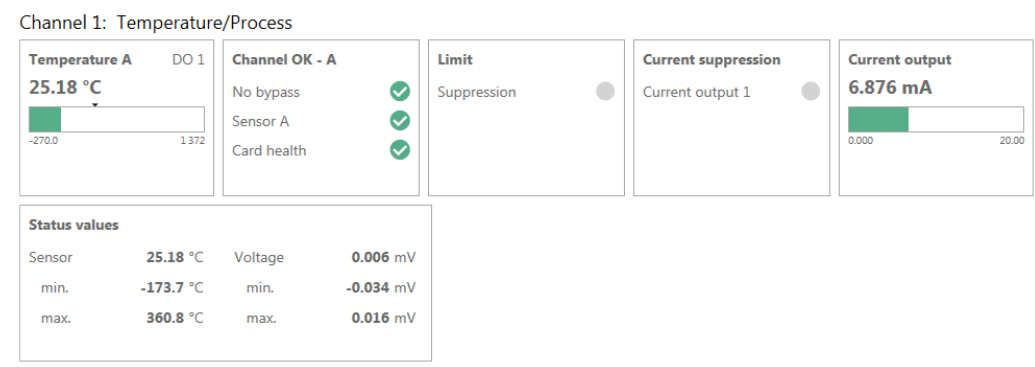 Channel 1: Temperature/Process
Temperature A DO 1
25.18 °C
-270.0 1 372
Channel OK - A
No bypass
Sensor A
Card health
Limit
Suppression
Current suppression
Current output 1
Current output
6.876 mA
0.000 20.00
Status values
Sensor 25.18 °C Voltage 0.006 mV
min. -173.7 °C min. -0.034 mV
max. 360.8 °C max. 0.016 mV